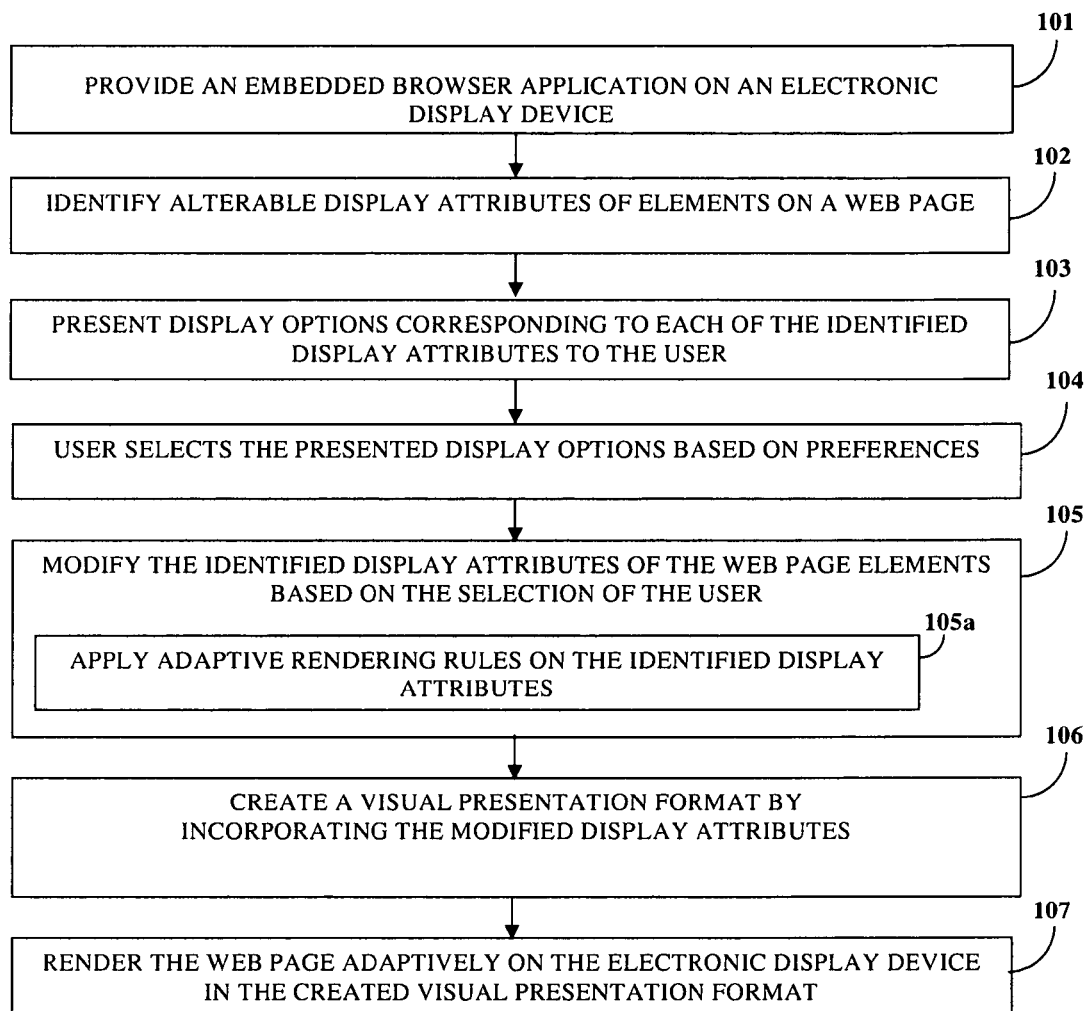 101
PROVIDE AN EMBEDDED BROWSER APPLICATION ON AN ELECTRONIC
DISPLAY DEVICE
102
IDENTIFY ALTERABLE DISPLAY ATTRIBUTES OF ELEMENTS ON A WEB PAGE
103
PRESENT DISPLAY OPTIONS CORRESPONDING TO EACH OF THE IDENTIFIED
DISPLAY ATTRIBUTES TO THE USER
104
USER SELECTS THE PRESENTED DISPLAY OPTIONS BASED ON PREFERENCES
105
MODIFY THE IDENTIFIED DISPLAY ATTRIBUTES OF THE WEB PAGE ELEMENTS
BASED ON THE SELECTION OF THE USER
105a
APPLY ADAPTIVE RENDERING RULES ON THE IDENTIFIED DISPLAY
ATTRIBUTES
106
CREATE A VISUAL PRESENTATION FORMAT BY
INCORPORATING THE MODIFIED DISPLAY ATTRIBUTES
107
RENDER THE WEB PAGE ADAPTIVELY ON THE ELECTRONIC DISPLAY DEVICE
IN THE CREATED VISUAL PRESENTATION FORMAT